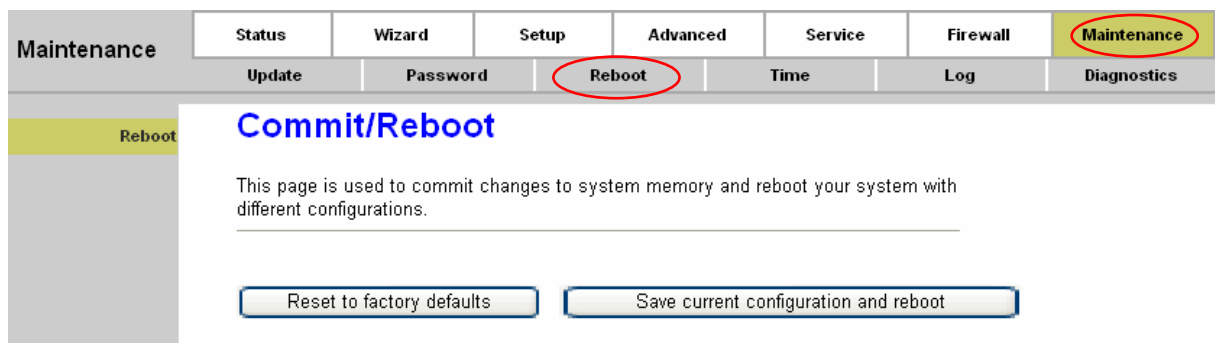 Maintenance
Status Wizard Setup Advanced Service Firewall Maintenance
Update Password Reboot Time Log Diagnostics
Reboot
Commit/Reboot
This page is used to commit changes to system memory and reboot your system with
different configurations.
Reset to factory defaults Save current configuration and reboot